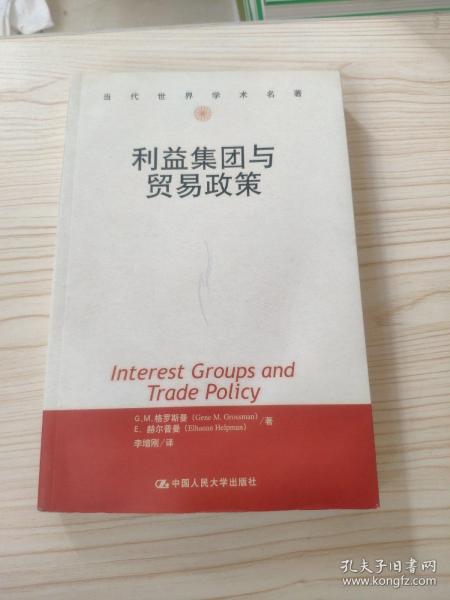 当代世界学术名著
利益集团与
贸易政策
Interest Groups and
Trade Policy
G.M.格罗斯曼 (Gene M. Grossman)
E. 赫尔普曼 (Elhanan Helpman) /著
李增刚/译
中国人民大学出版社
孔夫子旧书网
www.kongfz.com